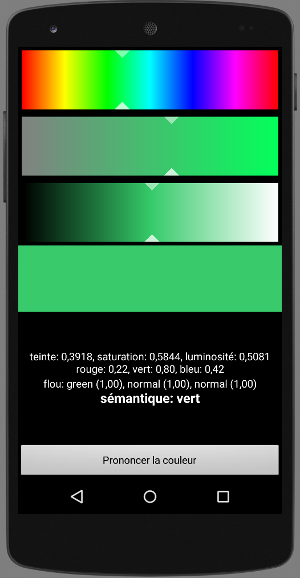 teinte: 0,3918, saturation: 0,5844, luminosité: 0,5081
rouge: 0,22, vert: 0,80, bleu: 0,42
flou: green (1,00), normal (1,00), normal (1,00)
sémantique: vert
Prononcer la couleur